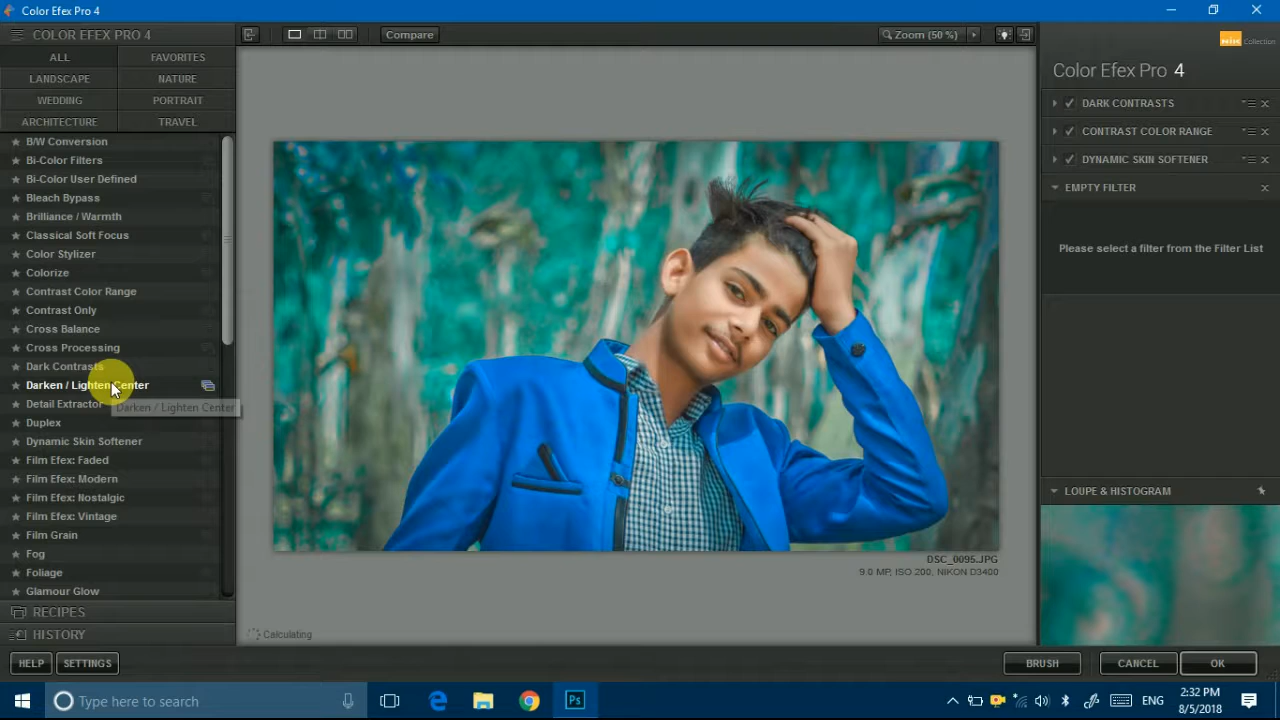 Color Efex Pro 4
COLOR EFEX PRO 4
ALL
FAVORITES
LANDSCAPE
NATURE
WEDDING
PORTRAIT
ARCHITECTURE
TRAVEL
B/W Conversion
Bi-Color Filters
Bi-Color User Defined
Bleach Bypass
Brilliance / Warmth
Classical Soft Focus
Color Stylizer
Colorize
Contrast Color Range
Contrast Only
Cross Balance
Cross Processing
Dark Contrasts
Darken / Lighten Center
Detail Extractor
Darken / Lighten Center
Duplex
Dynamic Skin Softener
Film Efex: Faded
Film Efex: Modern
Film Efex: Nostalgic
Film Efex: Vintage
Film Grain
Fog
Foliage
Glamour Glow
RECIPES
HISTORY
HELP
SETTINGS
Compare
Zoom (50 %)
DSC_0095.JPG
9.0 MP, ISO 200, NIKON D3400
Calculating
Nik Collection
Color Efex Pro 4
DARK CONTRASTS
CONTRAST COLOR RANGE
DYNAMIC SKIN SOFTENER
EMPTY FILTER
Please select a filter from the Filter List
LOUPE & HISTOGRAM
BRUSH
CANCEL
OK
Type here to search
Ps
ENG
2:32 PM
8/5/2018